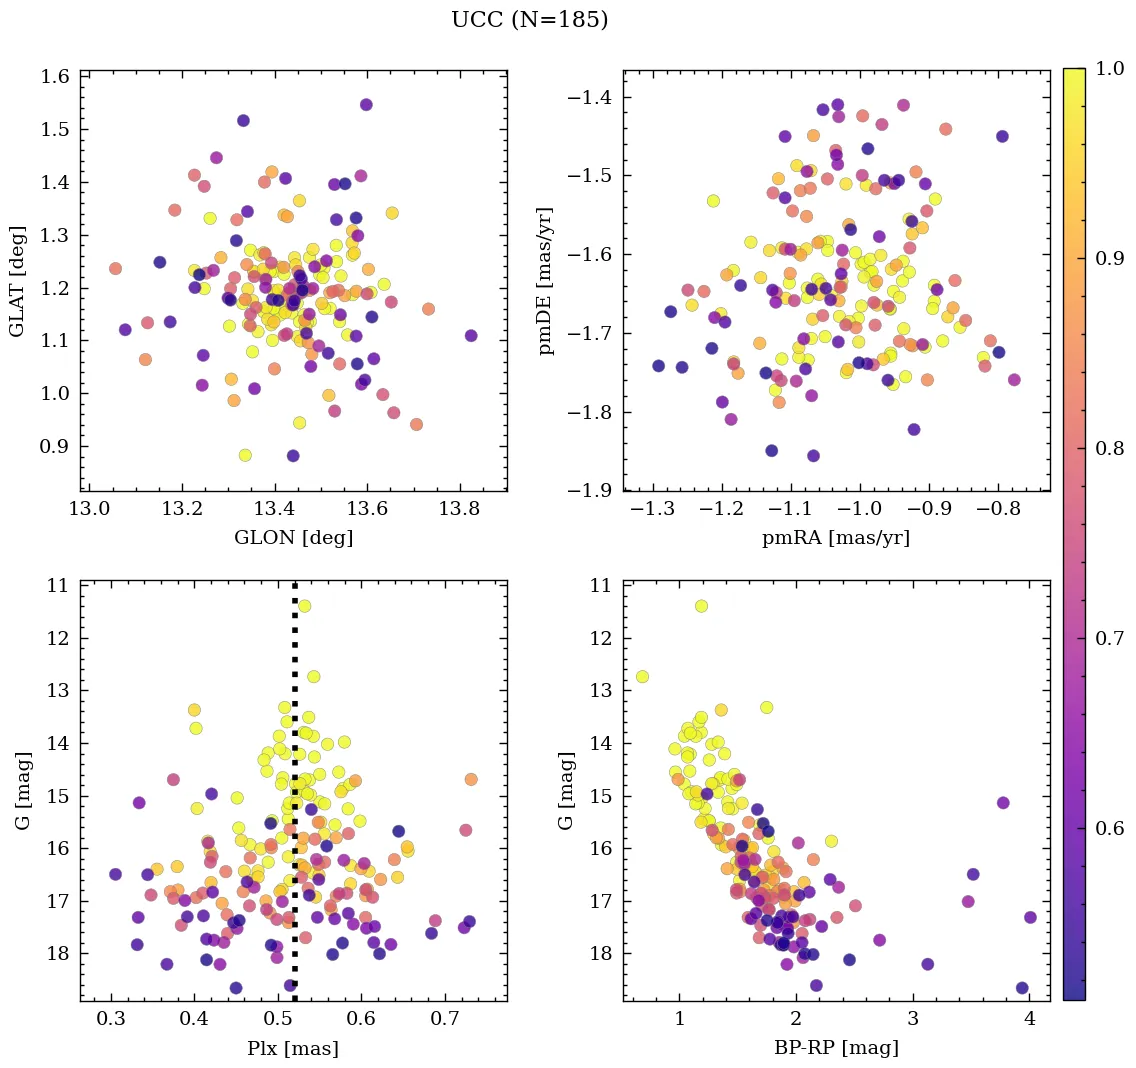 UCC (N=185)
1.6
1.5
1.4
1.3
1.2
1.1
1.0
0.9
GLAT [deg]
13.0 13.2 13.4 13.6 13.8
GLON [deg]
−1.4
−1.5
−1.6
−1.7
−1.8
−1.9
pmDE [mas/yr]
−1.3 −1.2 −1.1 −1.0 −0.9 −0.8
pmRA [mas/yr]
1.0
0.9
0.8
0.7
0.6
11
12
13
14
15
16
17
18
G [mag]
0.3 0.4 0.5 0.6 0.7
Plx [mas]
11
12
13
14
15
16
17
18
G [mag]
1 2 3 4
BP-RP [mag]